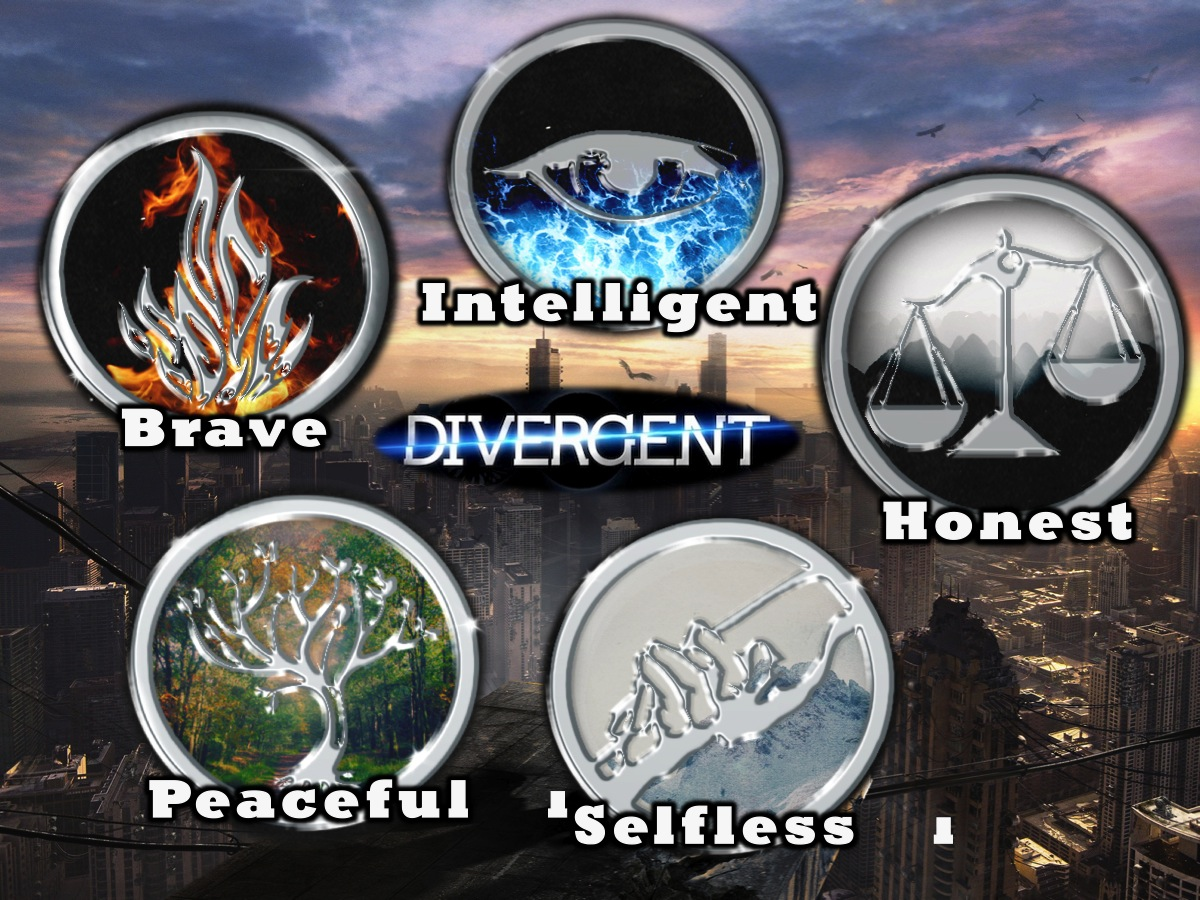 Intelligent
Brave
DIVERGENT
Honest
Peaceful
Selfless